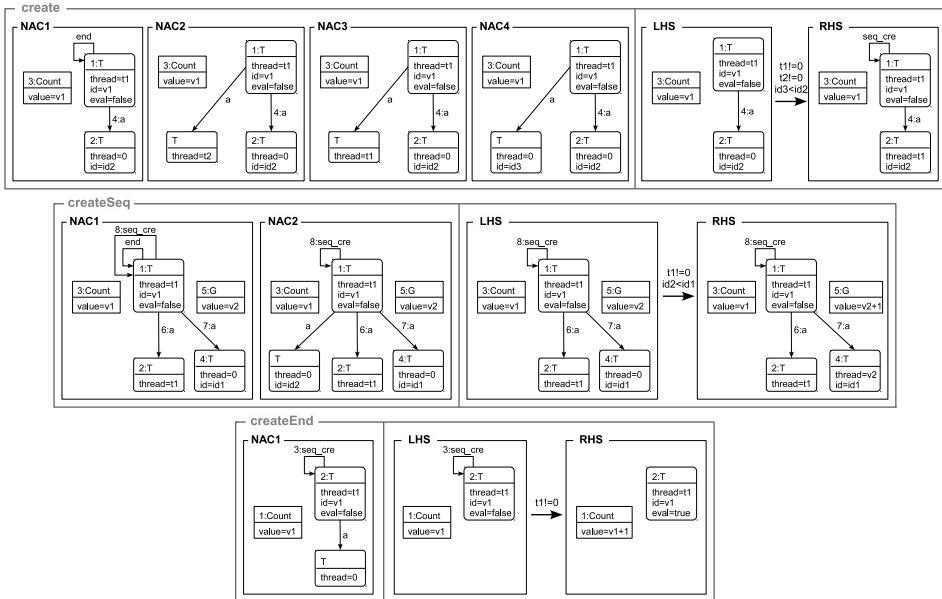 create
NAC1
end
1:T
thread=t1
id=v1
eval=false
3:Count
value=v1
4:a
2:T
thread=0
id=id2
NAC2
1:T
thread=t1
id=v1
eval=false
3:Count
value=v1
a
4:a
T
thread=t2
2:T
thread=0
id=id2
NAC3
1:T
thread=t1
id=v1
eval=false
3:Count
value=v1
a
4:a
T
thread=t1
2:T
thread=0
id=id2
NAC4
1:T
thread=t1
id=v1
eval=false
3:Count
value=v1
a
4:a
T
thread=0
id=id3
2:T
thread=0
id=id2
LHS
1:T
thread=t1
id=v1
eval=false
3:Count
value=v1
4:a
2:T
thread=0
id=id2
t1!=0
t2!=0
id3<id2
RHS
seq_cre
1:T
thread=t1
id=v1
eval=false
3:Count
value=v1
4:a
2:T
thread=t1
id=id2
createSeq
NAC1
8:seq_cre
end
1:T
thread=t1
id=v1
eval=false
3:Count
value=v1
5:G
value=v2
6:a
7:a
2:T
thread=t1
4:T
thread=0
id=id1
NAC2
8:seq_cre
1:T
thread=t1
id=v1
eval=false
3:Count
value=v1
5:G
value=v2
a
6:a
7:a
T
thread=0
id=id2
2:T
thread=t1
4:T
thread=0
id=id1
LHS
8:seq_cre
1:T
thread=t1
id=v1
eval=false
3:Count
value=v1
5:G
value=v2
6:a
7:a
2:T
thread=t1
4:T
thread=0
id=id1
t1!=0
id2<id1
RHS
8:seq_cre
1:T
thread=t1
id=v1
eval=false
3:Count
value=v1
5:G
value=v2+1
6:a
7:a
2:T
thread=t1
4:T
thread=v2
id=id1
createEnd
NAC1
3:seq_cre
2:T
thread=t1
id=v1
eval=false
1:Count
value=v1
a
T
thread=0
LHS
3:seq_cre
2:T
thread=t1
id=v1
eval=false
1:Count
value=v1
t1!=0
RHS
2:T
thread=t1
id=v1
eval=true
1:Count
value=v1+1